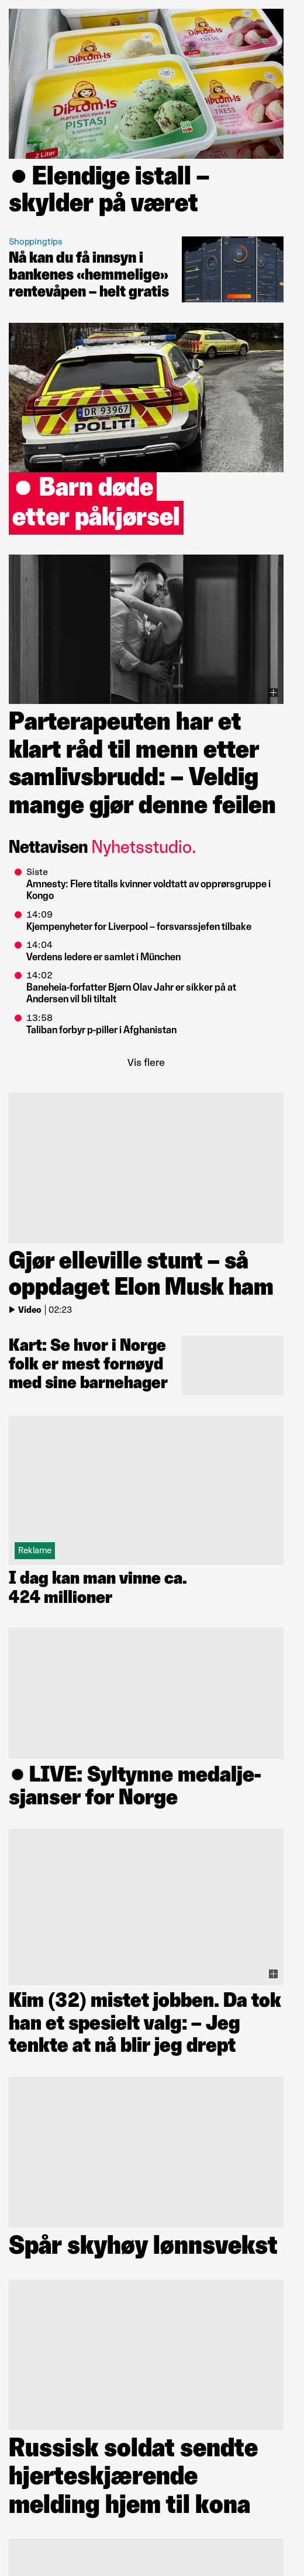 DIPLOM-IS
PISTASJ
2 Liter
DIPLOM-IS
TRESS
TRESS
● Elendige istall –
skylder på været
Shoppingtips
Nå kan du få innsyn i
bankenes «hemmelige»
rentevåpen – helt gratis
DR 93967
POLITI
● Barn døde
etter påkjørsel
Parterapeuten har et
klart råd til menn etter
samlivsbrudd: – Veldig
mange gjør denne feilen
Nettavisen Nyhetsstudio.
Siste
Amnesty: Flere titalls kvinner voldtatt av opprørsgruppe i
Kongo
14:09
Kjempenyheter for Liverpool – forsvarssjefen tilbake
14:04
Verdens ledere er samlet i München
14:02
Baneheia-forfatter Bjørn Olav Jahr er sikker på at
Andersen vil bli tiltalt
13:58
Taliban forbyr p-piller i Afghanistan
Vis flere
Gjør elleville stunt – så
oppdaget Elon Musk ham
Video | 02:23
Kart: Se hvor i Norge
folk er mest fornøyd
med sine barnehager
Reklame
I dag kan man vinne ca.
424 millioner
● LIVE: Syltynne medalje-
sjanser for Norge
Kim (32) mistet jobben. Da tok
han et spesielt valg: – Jeg
tenkte at nå blir jeg drept
Spår skyhøy lønnsvekst
Russisk soldat sendte
hjerteskjærende
melding hjem til kona